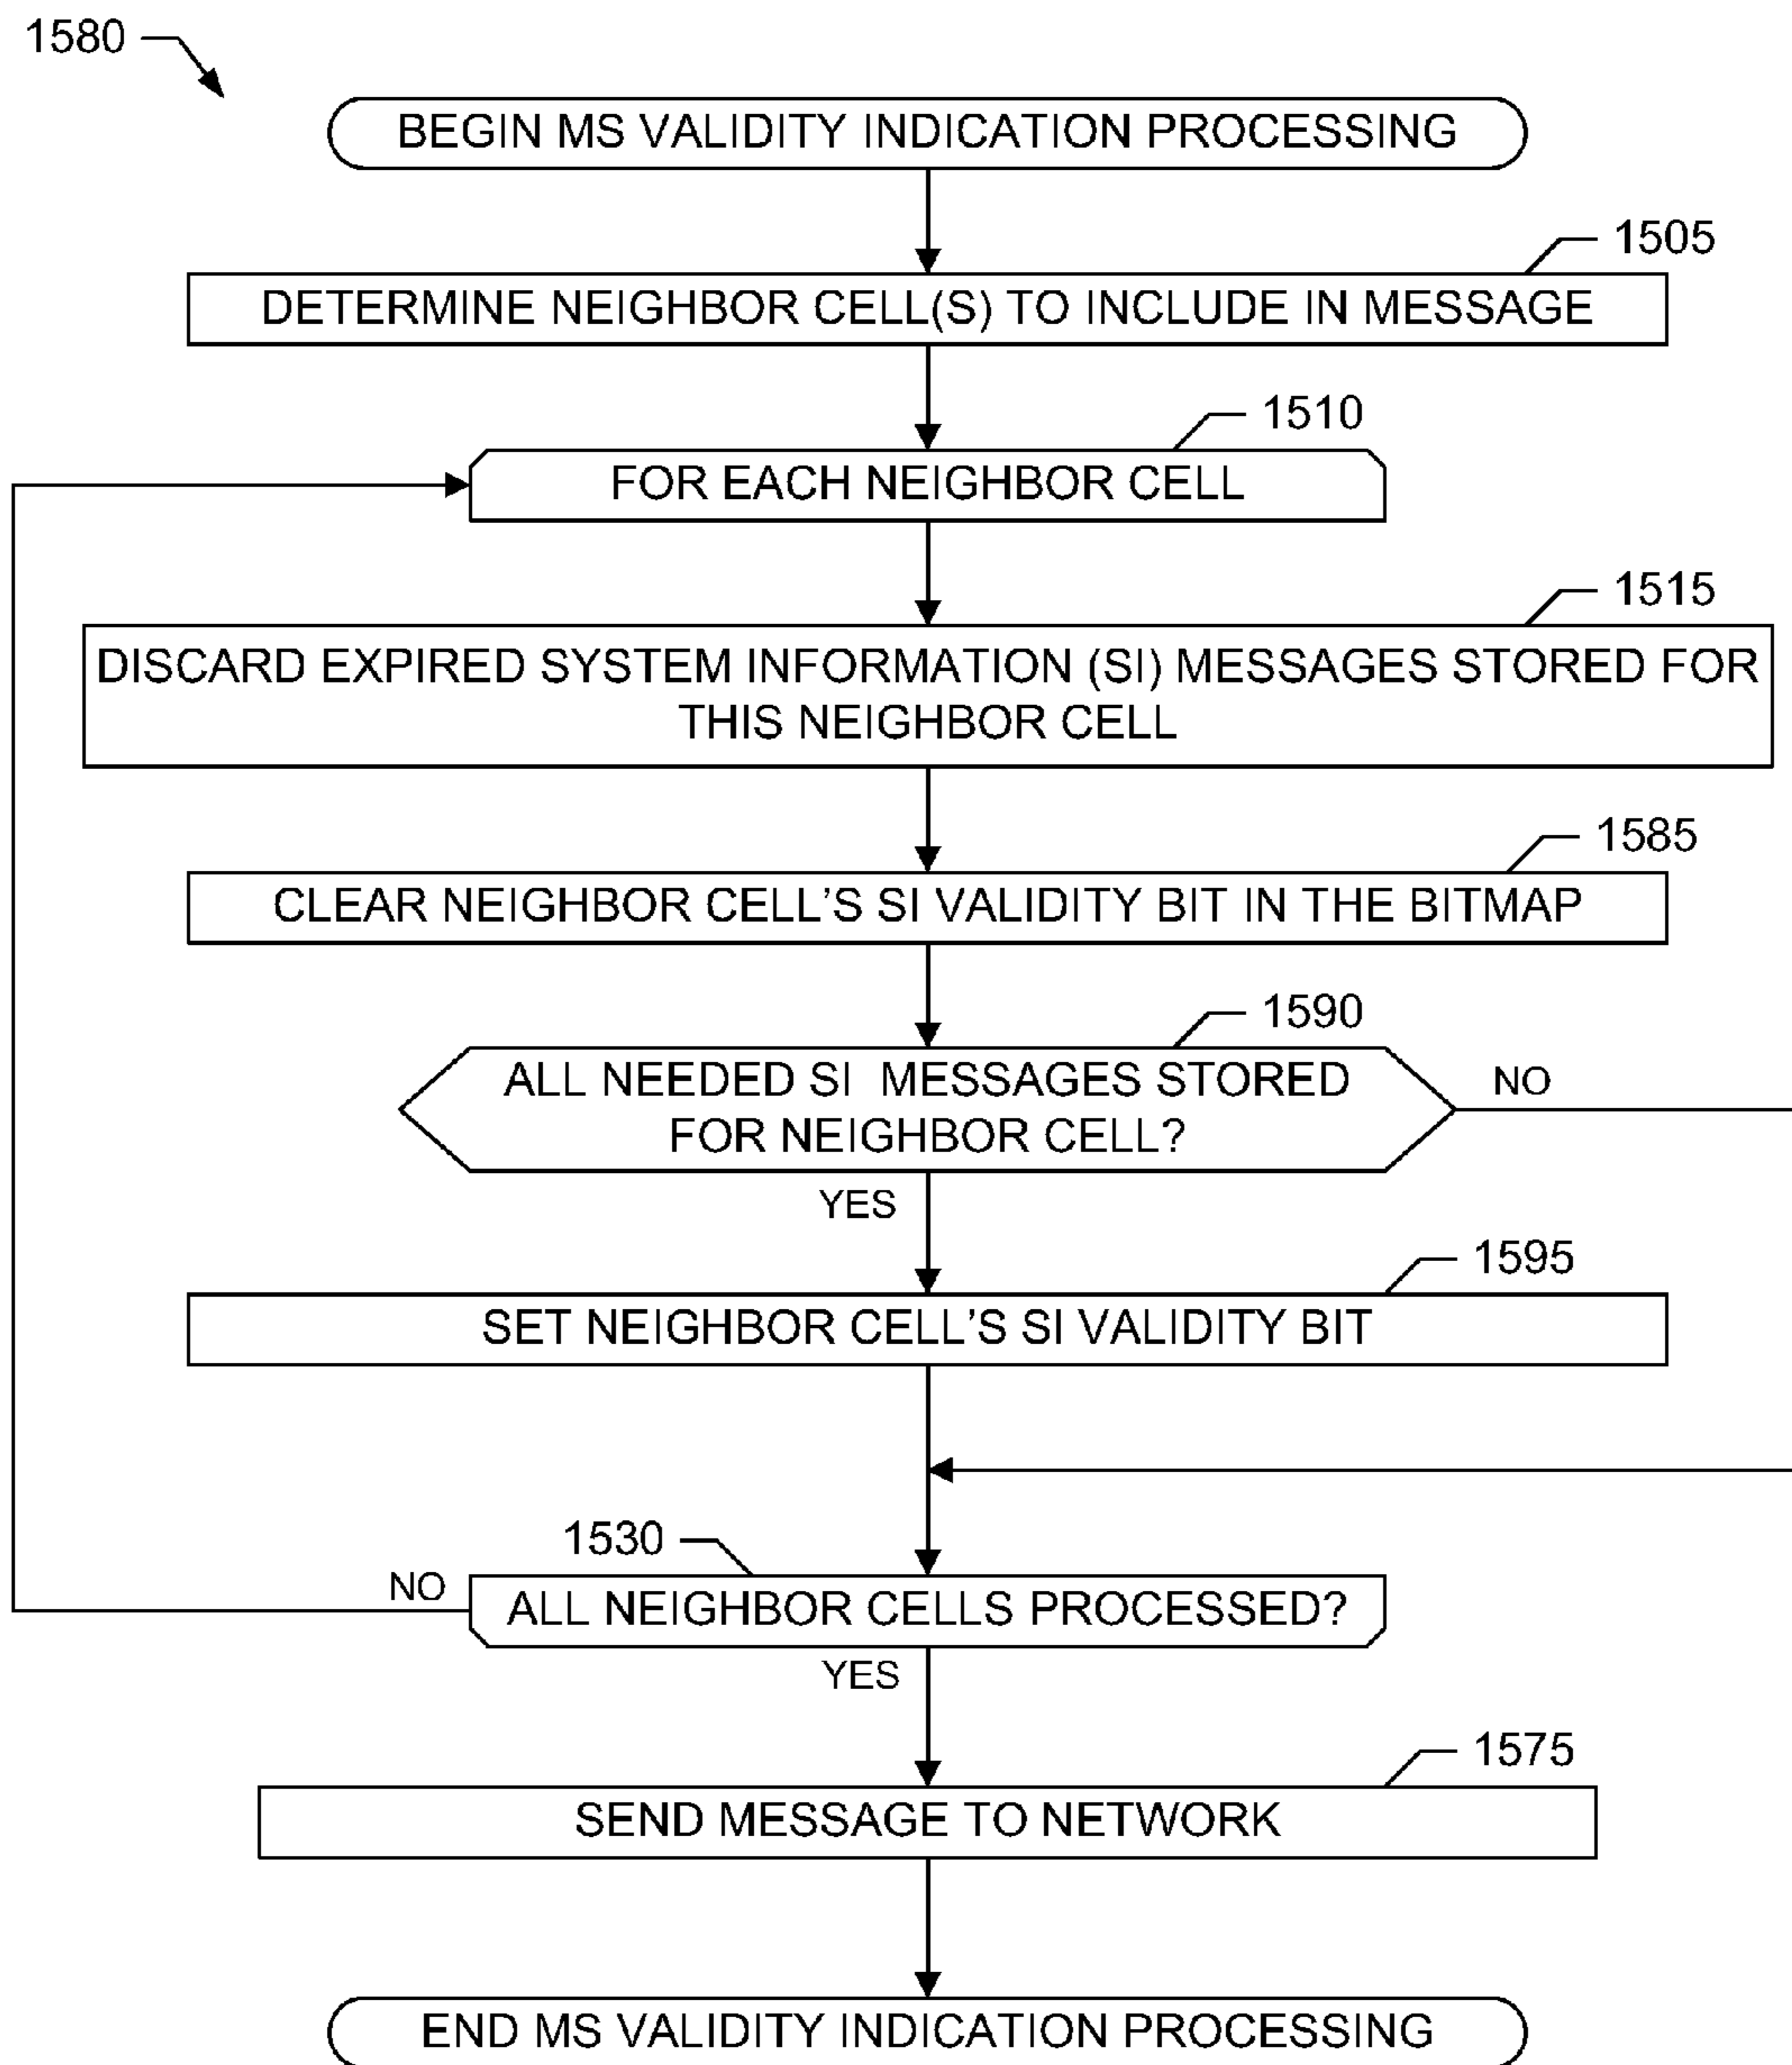 1580
BEGIN MS VALIDITY INDICATION PROCESSING
1505
DETERMINE NEIGHBOR CELL(S) TO INCLUDE IN MESSAGE
1510
FOR EACH NEIGHBOR CELL
1515
DISCARD EXPIRED SYSTEM INFORMATION (SI) MESSAGES STORED FOR
THIS NEIGHBOR CELL
1585
CLEAR NEIGHBOR CELL'S SI VALIDITY BIT IN THE BITMAP
1590
ALL NEEDED SI MESSAGES STORED
FOR NEIGHBOR CELL?
NO
YES
1595
SET NEIGHBOR CELL'S SI VALIDITY BIT
1530
NO
ALL NEIGHBOR CELLS PROCESSED?
YES
1575
SEND MESSAGE TO NETWORK
END MS VALIDITY INDICATION PROCESSING